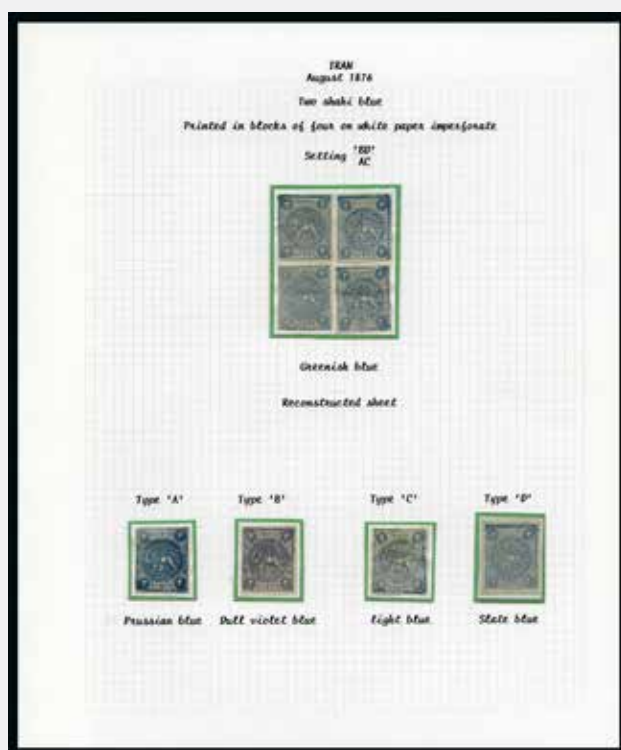 IRAN
August 1876
Two shahi blue
Printed in blocks of four on white paper imperforate
Setting 'BD'
AC
Greenish blue
Reconstructed sheet
Type 'A' Type 'B' Type 'C' Type 'D'
Prussian blue Dull violet blue light blue Slate blue